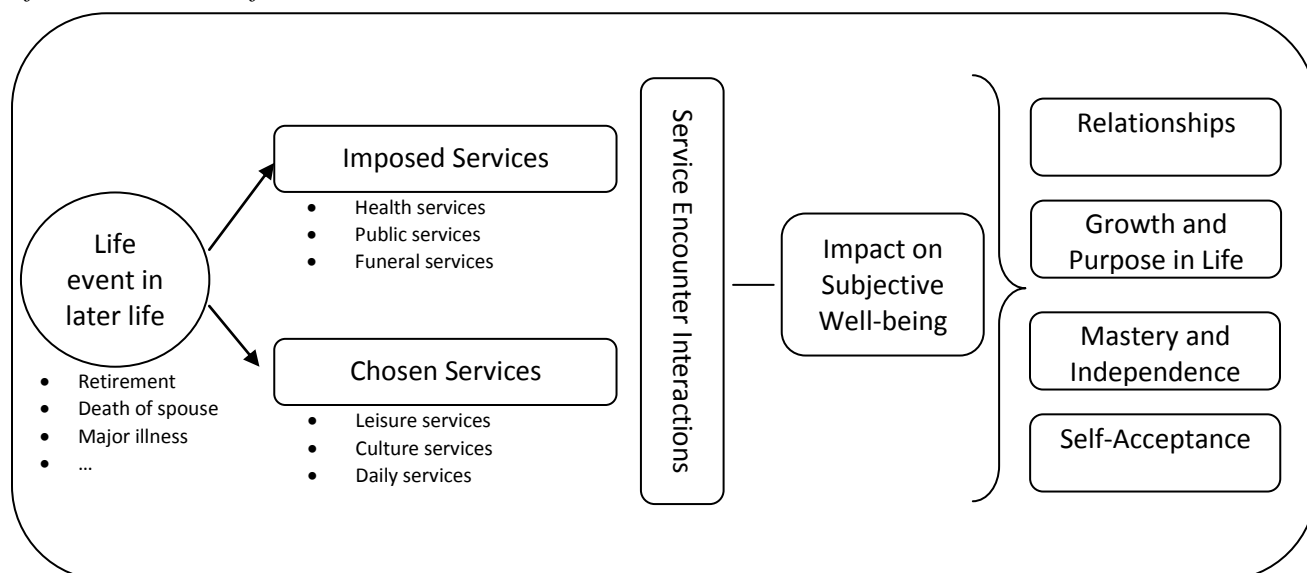 Life
event in
later life
• Retirement
• Death of spouse
• Major illness
• …
Imposed Services
• Health services
• Public services
• Funeral services
Chosen Services
• Leisure services
• Culture services
• Daily services
Service Encounter Interactions
Impact on
Subjective
Well-being
Relationships
Growth and
Purpose in Life
Mastery and
Independence
Self-Acceptance